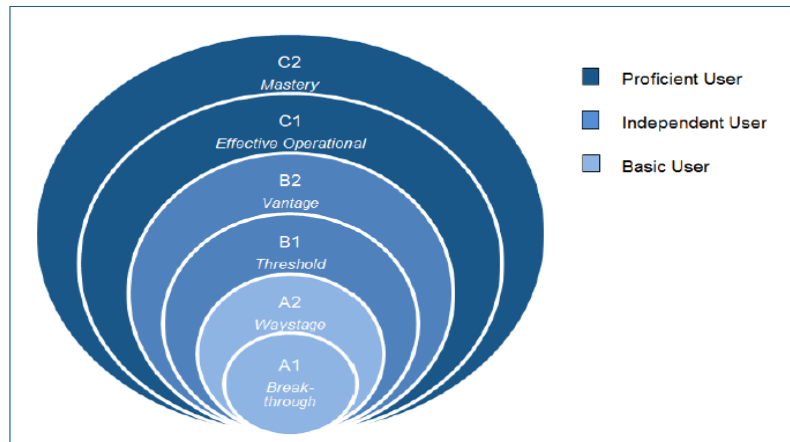 C2
Mastery
C1
Effective Operational
B2
Vantage
B1
Threshold
A2
Waystage
A1
Break-
through
Proficient User
Independent User
Basic User